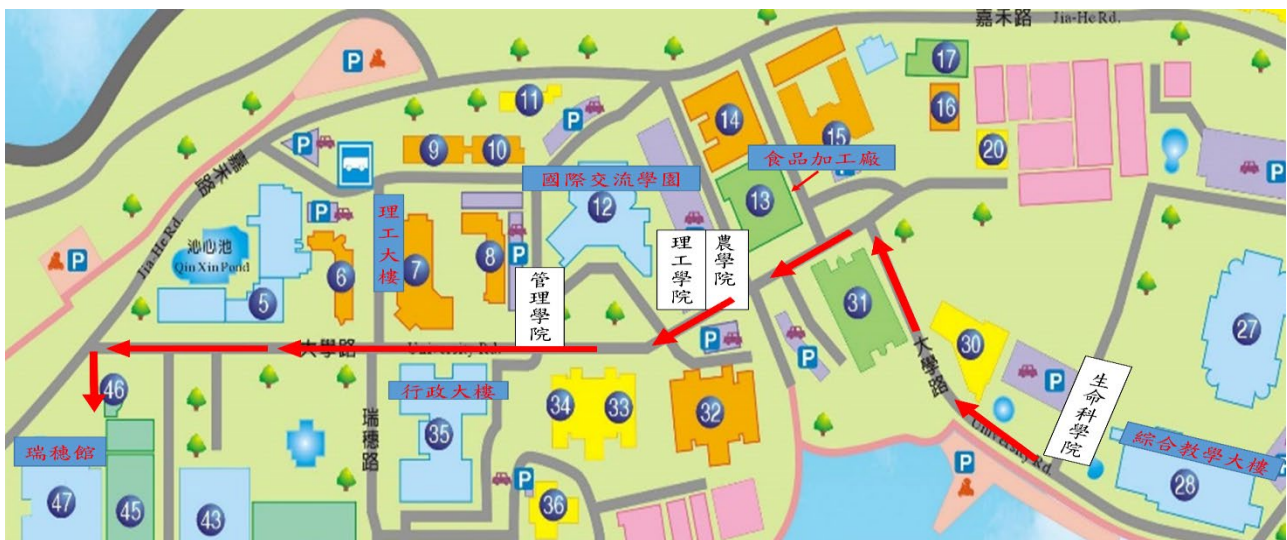 嘉禾路 Jia-He Rd.
P
17
11
P
14
16
15
9
10
20
食品加工廠
P
P
P
嘉禾路
Jia-He Rd.
國際交流學園
12
13
P
理工大樓
沁心池
Qin Xin Pond
P
6
7
8
P
理工學院
農學院
5
管理學院
31
27
30
P
大學路 University Rd.
P
P
大學路
University Rd.
生命科學院
46
行政大樓
34
33
32
35
瑞穗路
瑞穗館
綜合教學大樓
28
P
47
45
43
P
36